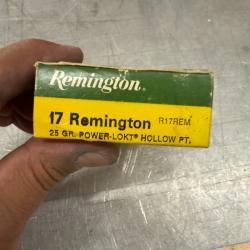 Remington®
17 Remington R17REM
25 GR. POWER-LOKT® HOLLOW PT.